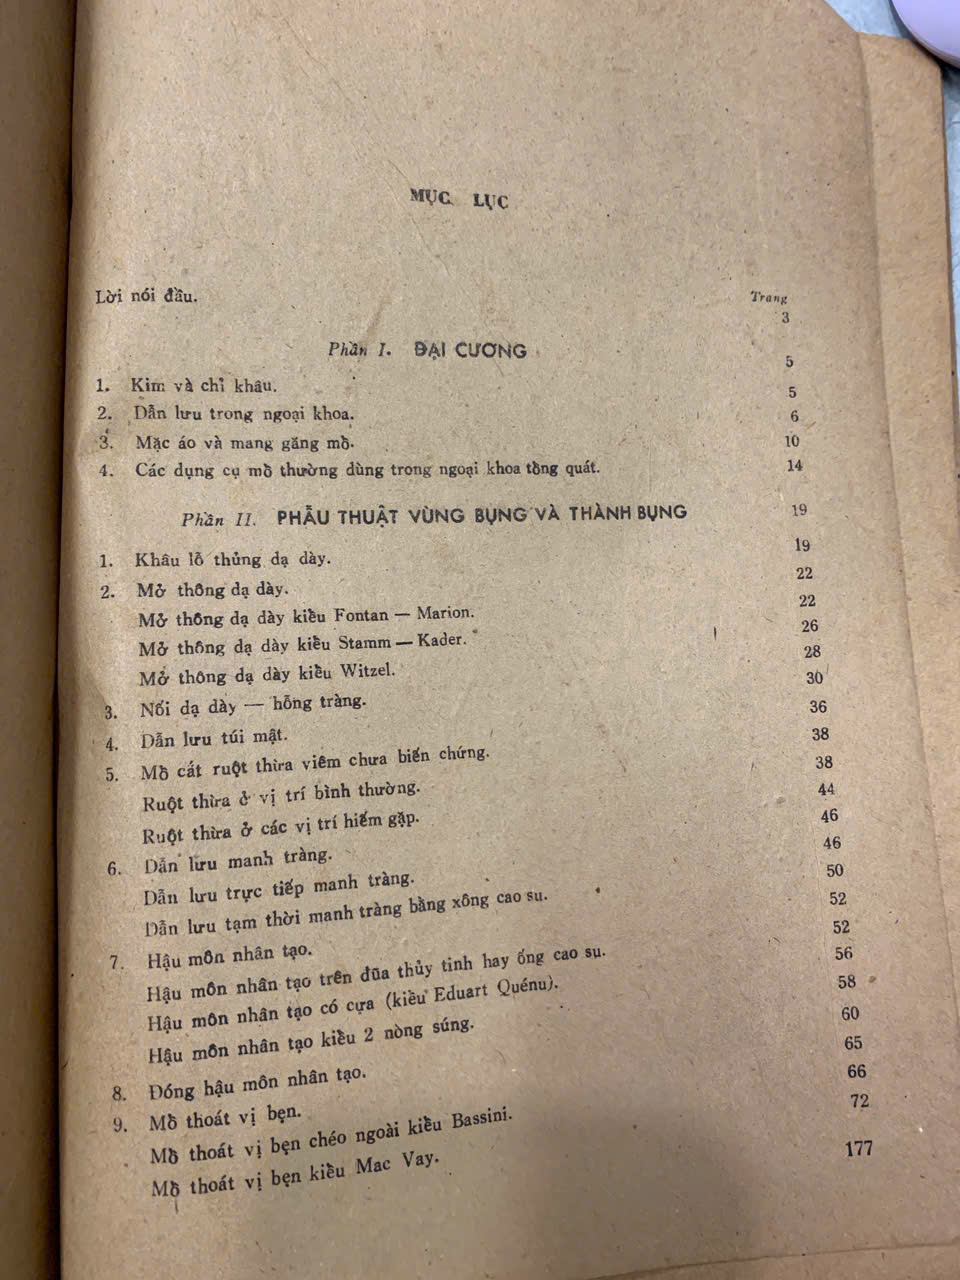 MỤC LỤC
Trang
Lời nói đầu. 3
Phần I. ĐẠI CƯƠNG 5
1. Kim và chỉ khâu. 5
2. Dẫn lưu trong ngoại khoa. 6
3. Mặc áo và mang găng mổ. 10
4. Các dụng cụ mổ thường dùng trong ngoại khoa tổng quát. 14
Phần II. PHẪU THUẬT VÙNG BỤNG VÀ THÀNH BỤNG 19
1. Khâu lỗ thủng dạ dày. 19
2. Mở thông dạ dày. 22
Mở thông dạ dày kiểu Fontan — Marion. 22
Mở thông dạ dày kiểu Stamm — Kader. 26
Mở thông dạ dày kiểu Witzel. 28
3. Nối dạ dày — hỗng tràng. 30
4. Dẫn lưu túi mật. 36
5. Mổ cắt ruột thừa viêm chưa biến chứng. 38
Ruột thừa ở vị trí bình thường. 38
Ruột thừa ở các vị trí hiếm gặp. 44
6. Dẫn lưu manh tràng. 46
Dẫn lưu trực tiếp manh tràng. 46
Dẫn lưu tạm thời manh tràng bằng xông cao su. 50
7. Hậu môn nhân tạo. 52
Hậu môn nhân tạo trên đũa thủy tinh hay ống cao su. 52
Hậu môn nhân tạo có cựa (kiểu Eduart Quénu). 56
Hậu môn nhân tạo kiểu 2 nòng súng. 58
8. Đóng hậu môn nhân tạo. 60
9. Mổ thoát vị bẹn. 65
Mổ thoát vị bẹn chéo ngoài kiểu Bassini. 66
Mổ thoát vị bẹn kiểu Mac Vay. 72
177